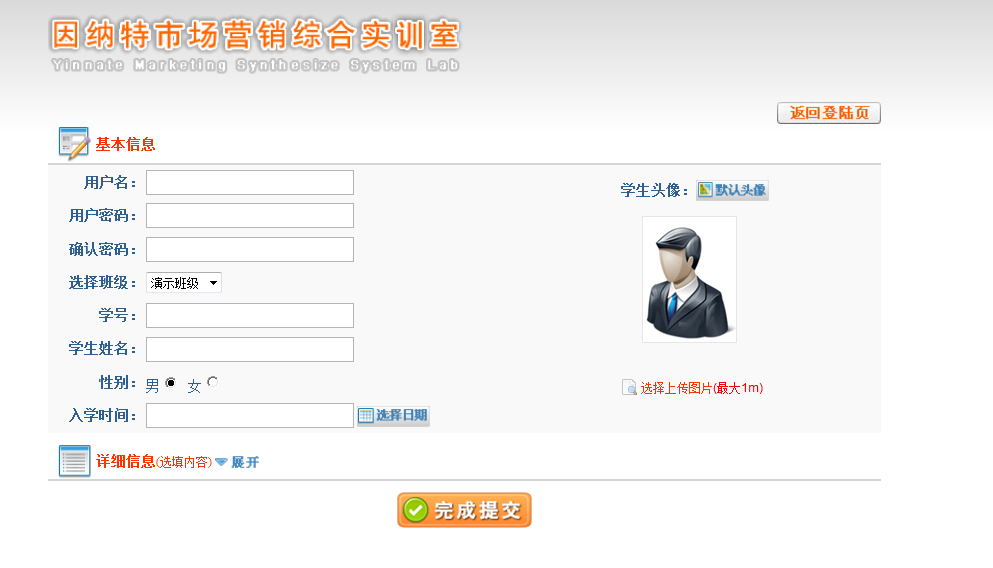 因纳特市场营销综合实训室
Yinnate Marketing Synthesize System Lab
返回登陆页
基本信息
用户名：
学生头像： 默认头像
用户密码：
确认密码：
选择班级： 演示班级
学号：
学生姓名：
性别： 男 女
选择上传图片(最大1m)
入学时间： 选择日期
详细信息(选填内容) 展开
完成提交